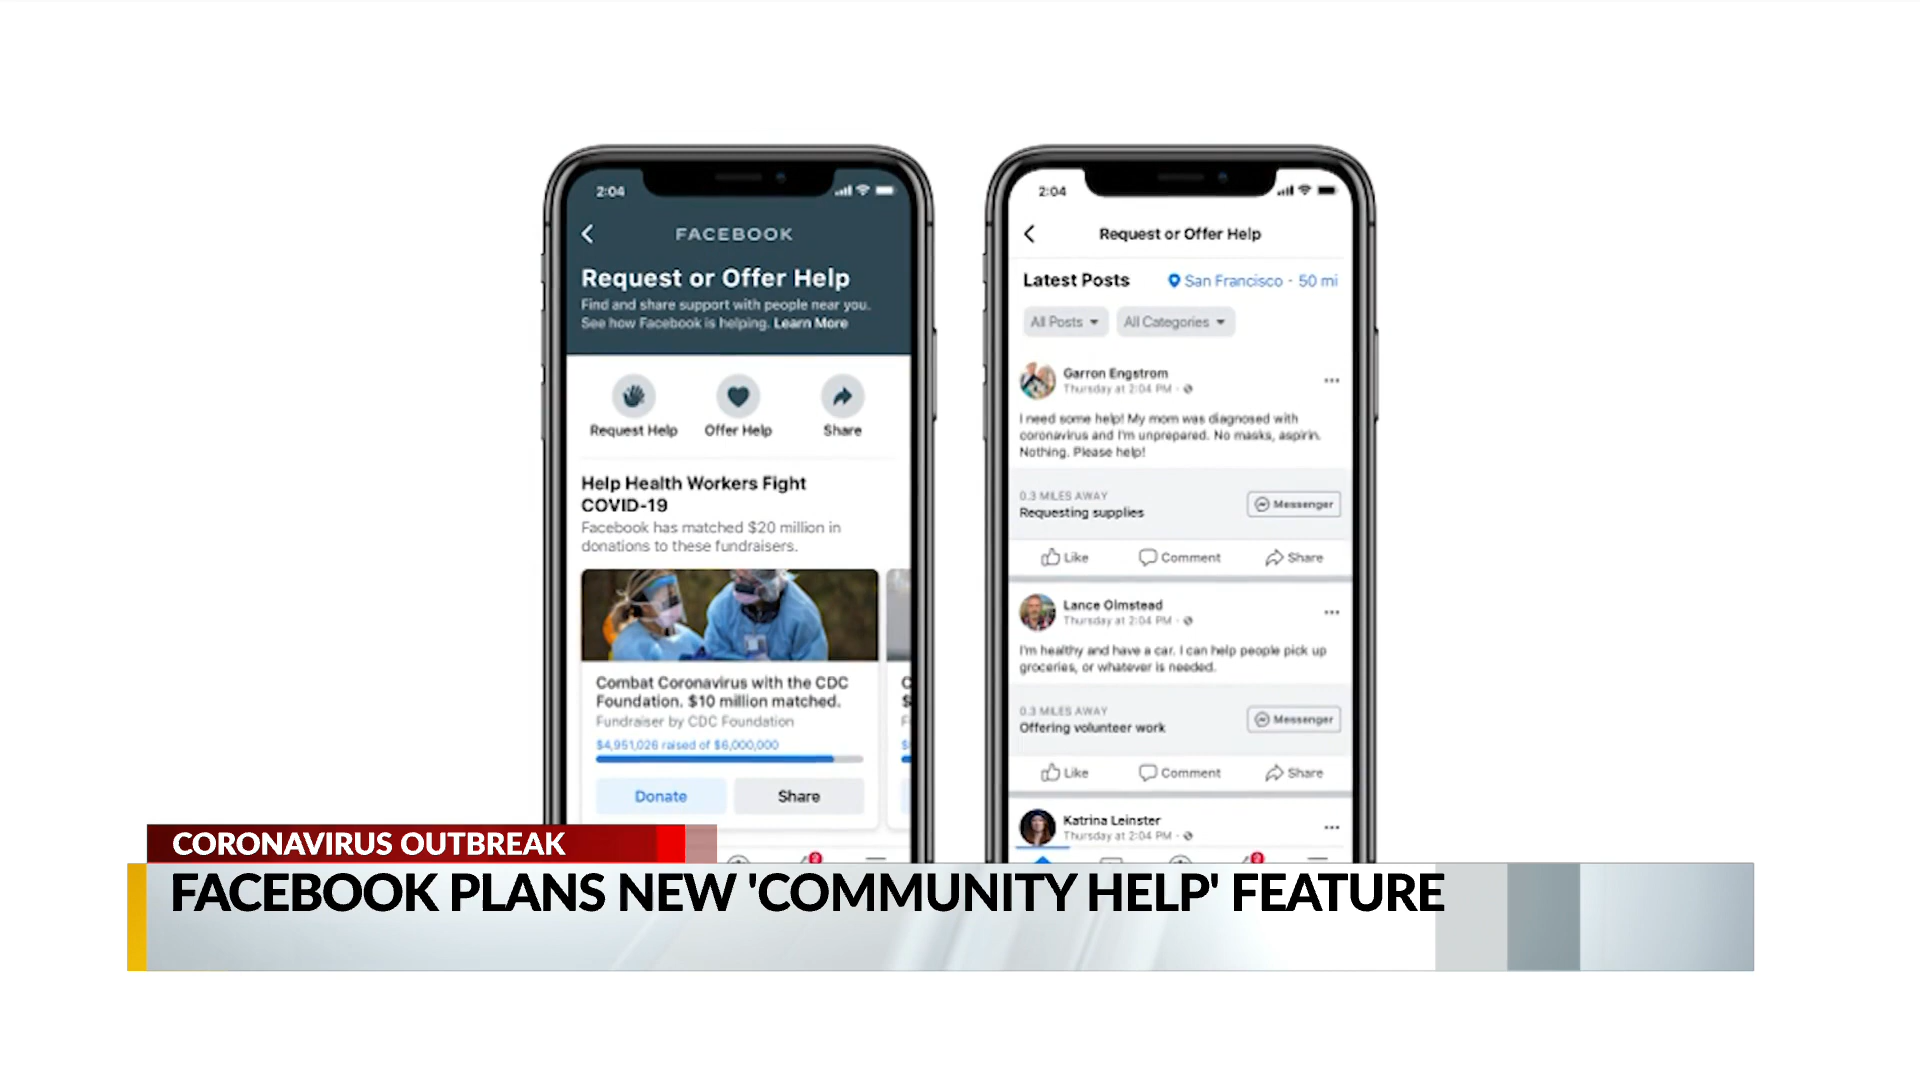 2:04
FACEBOOK
Request or Offer Help
Find and share support with people near you.
See how Facebook is helping. Learn More
Request Help
Offer Help
Share
Help Health Workers Fight
COVID-19
Facebook has matched $20 million in
donations to these fundraisers.
Combat Coronavirus with the CDC
Foundation. $10 million matched.
Fundraiser by CDC Foundation
$4,951,026 raised of $6,000,000
Donate
Share
2
2:04
Request or Offer Help
Latest Posts
San Francisco · 50 mi
All Posts
All Categories
Garron Engstrom
Thursday at 2:04 PM ·
I need some help! My mom was diagnosed with
coronavirus and I'm unprepared. No masks, aspirin.
Nothing. Please help!
0.3 MILES AWAY
Requesting supplies
Messenger
Like
Comment
Share
Lance Olmstead
Thursday at 2:04 PM ·
I'm healthy and have a car. I can help people pick up
groceries, or whatever is needed.
0.3 MILES AWAY
Offering volunteer work
Messenger
Like
Comment
Share
Katrina Leinster
Thursday at 2:04 PM ·
2
CORONAVIRUS OUTBREAK
FACEBOOK PLANS NEW 'COMMUNITY HELP' FEATURE